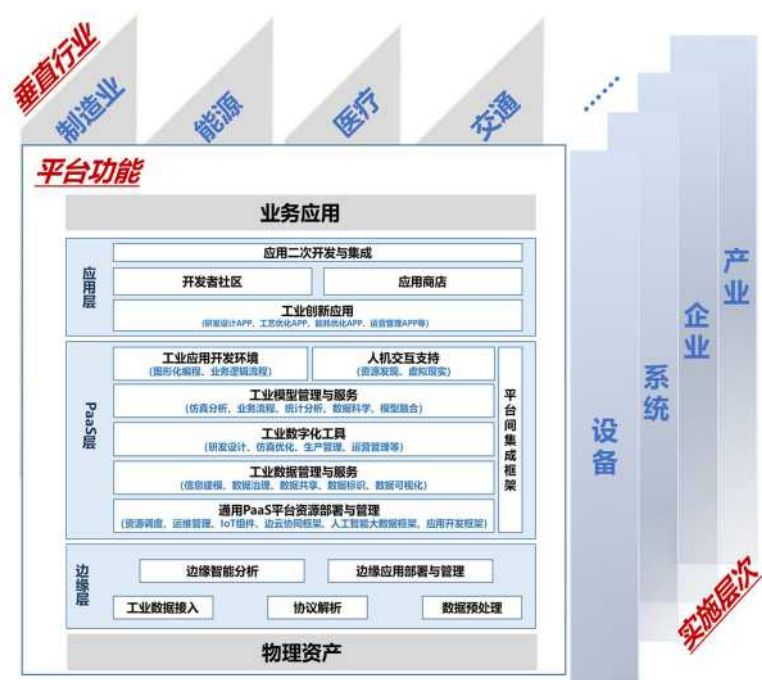 垂直行业
制造业
能源
医疗
交通
......
平台功能
业务应用
应用层
应用二次开发与集成
开发者社区
应用商店
工业创新应用
(研发设计APP、工艺优化APP、能耗优化APP、运营管理APP等)
PaaS层
工业应用开发环境
(图形化编程、业务逻辑流程)
人机交互支持
(资源发现、虚拟现实)
工业模型管理与服务
(仿真分析、业务流程、统计分析、数据科学、模型融合)
工业数字化工具
(研发设计、仿真优化、生产管理、运营管理等)
工业数据管理与服务
(信息建模、数据治理、数据共享、数据标识、数据可视化)
通用PaaS平台资源部署与管理
(资源调度、运维管理、IoT组件、边云协同框架、人工智能大数据框架、应用开发框架)
平台间集成框架
边缘层
边缘智能分析
边缘应用部署与管理
工业数据接入
协议解析
数据预处理
物理资产
设备
系统
企业
产业
实施层次